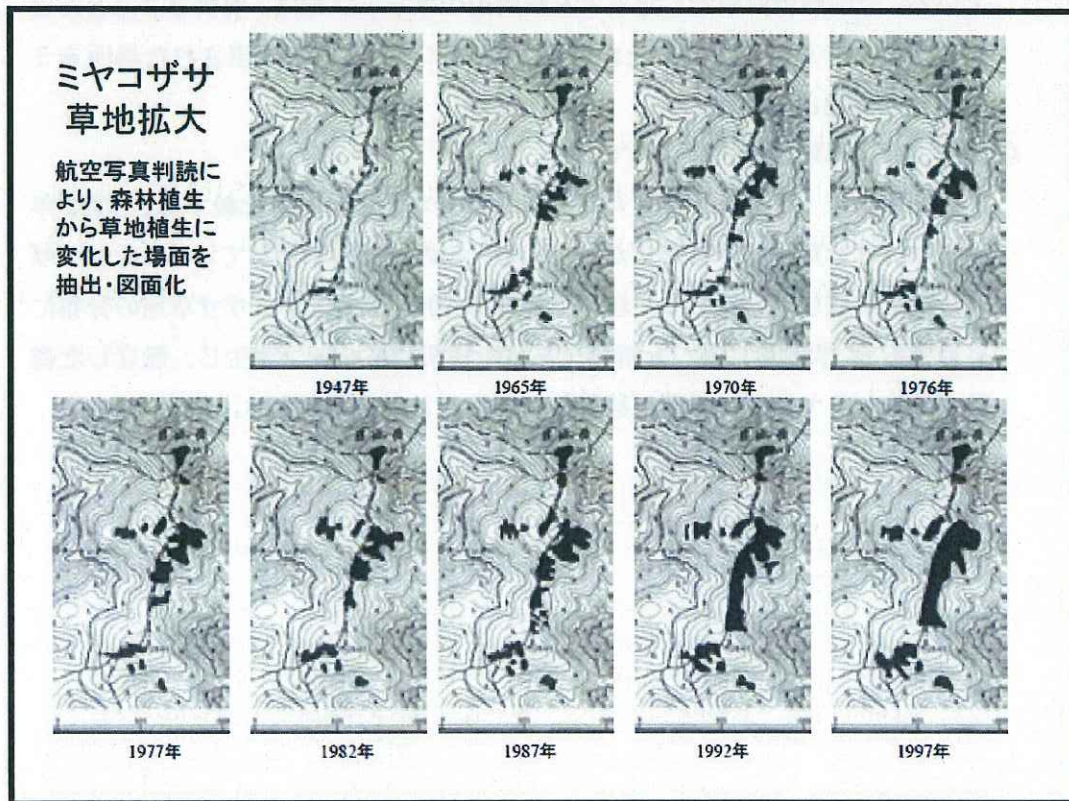 ミヤコザサ
草地拡大
航空写真判読に
より、森林植生
から草地植生に
変化した場面を
抽出・図面化
1947年
1965年
1970年
1976年
1977年
1982年
1987年
1992年
1997年